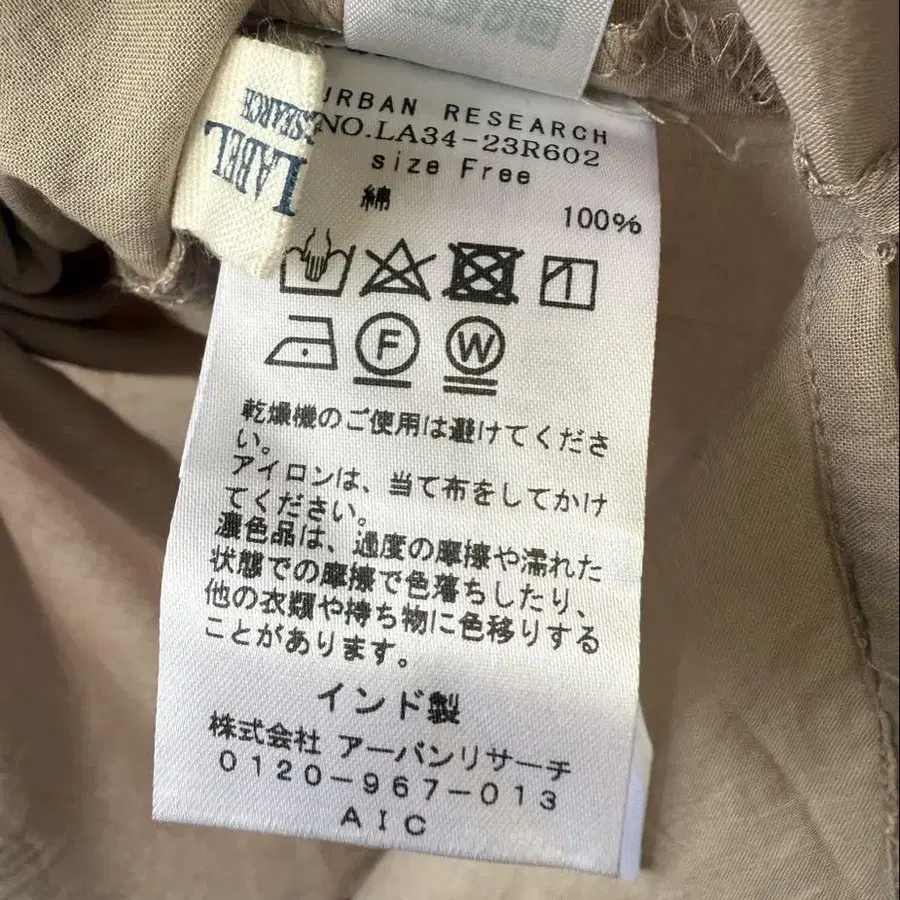 URBAN RESEARCH
NO.LA34-23R602
size Free
綿 100%
F W
乾燥機のご使用は避けてくださ
い。
アイロンは、当て布をしてかけ
てください。
濃色品は、過度の摩擦や濡れた
状態での摩擦で色落ちしたり、
他の衣類や持ち物に色移りする
ことがあります。
インド製
株式会社 アーバンリサーチ
0120-967-013
AIC
LABEL